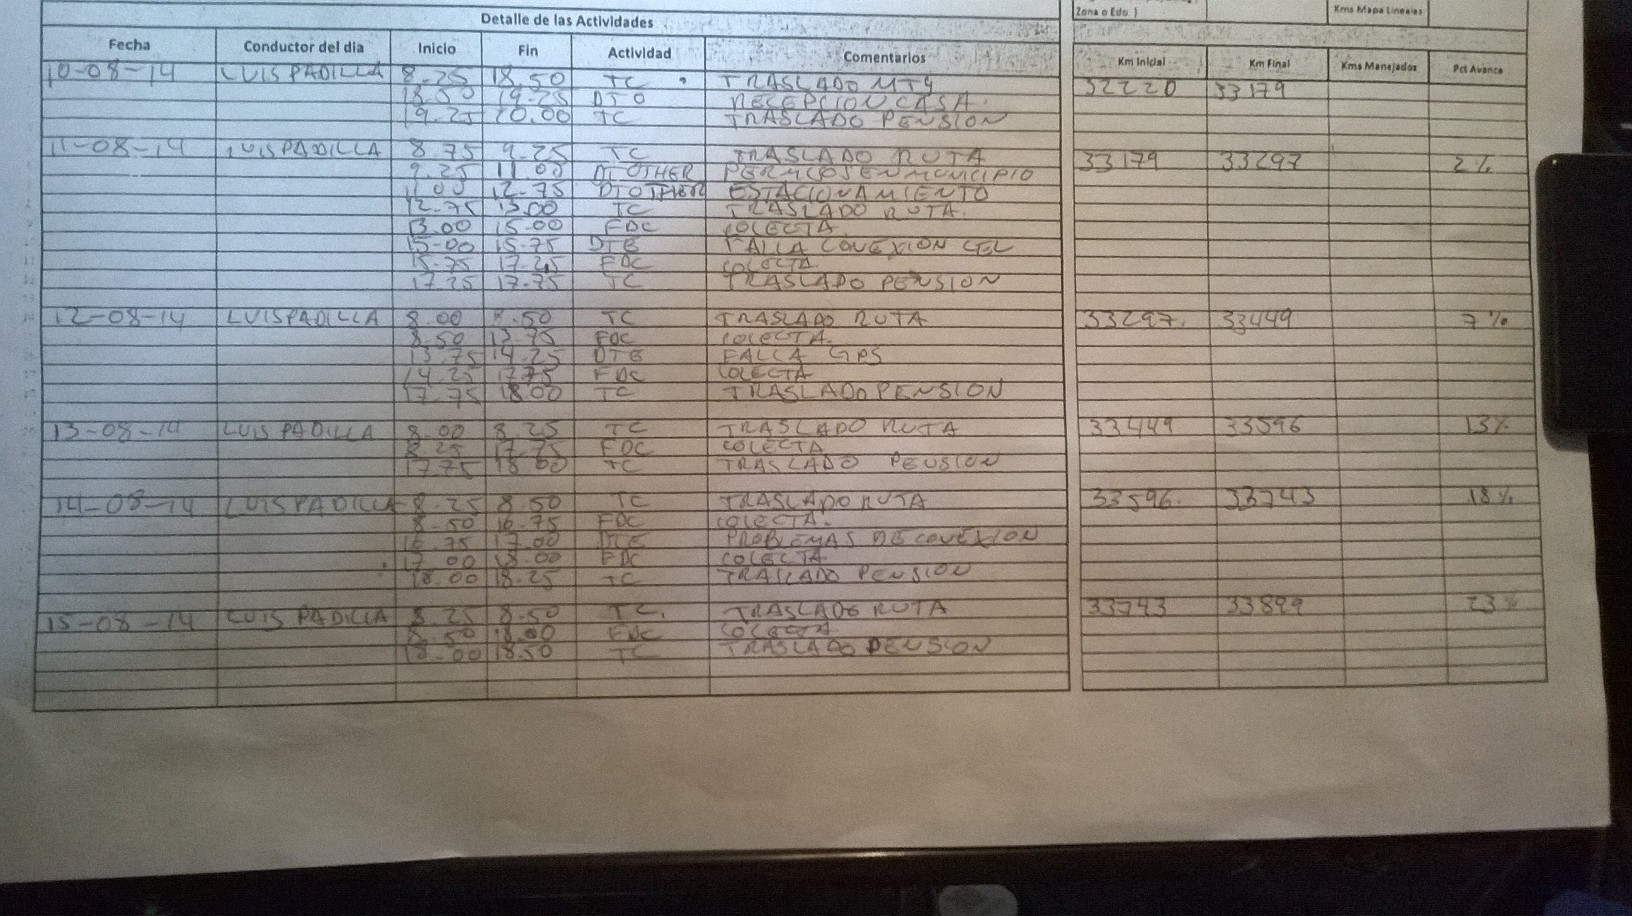 Zona o Edo. ) Kms Mapa Lineales
Detalle de las Actividades
Fecha Conductor del dia Inicio Fin Actividad Comentarios Km Inicial Km Final Kms Manejados Pct Avance
10-08-14 LUIS PADILLA 8.25 18.50 TC TRASLADO MTY 32220 33179
18.50 19.25 DTO RECEPCION CASA.
19.25 20.00 TC TRASLADO PENSION
11-08-14 LUIS PADILLA 8.75 9.25 TC TRASLADO RUTA 33179 33297 2%
9.25 11.00 DTOTHER PERMISOS EN MUNICIPIO
11.00 12.75 DTOTHER ESTACIONAMIENTO
12.75 13.00 TC TRASLADO RUTA.
13.00 15.00 FDC COLECTA
15-00 15.75 DTE FALLA CONEXION CEL
15.75 17.25 FDC COLECTA
17.25 17.75 TC TRASLADO PENSION
12-08-14 LUIS PADILLA 8.00 8.50 TC TRASLADO RUTA 33297. 33449 7%
8.50 13.75 FDC COLECTA.
13.75 14.25 DTE FALLA GPS
14.25 17.75 FDC COLECTA
17.75 18.00 TC TRASLADO PENSION
13-08-14 LUIS PADILLA 8.00 8.25 TC TRASLADO RUTA 33449 33596 13%
8.25 17.75 FDC COLECTA
17.75 18.00 TC TRASLADO PENSION
14-08-14 LUIS PADILLA 8.25 8.50 TC TRASLADO RUTA 33596. 33743 18%
8.50 16.75 FDC COLECTA.
16.75 17.00 DTE PROBLEMAS DE CONEXION
17.00 18.00 FDC COLECTA
18.00 18.25 TC TRASLADO PENSION
15-08-14 LUIS PADILLA 8.25 8.50 TC. TRASLADO RUTA 33743 33899 23%
8.50 18.00 FDC COLECTA
18.00 18.50 TC TRASLADO PENSION